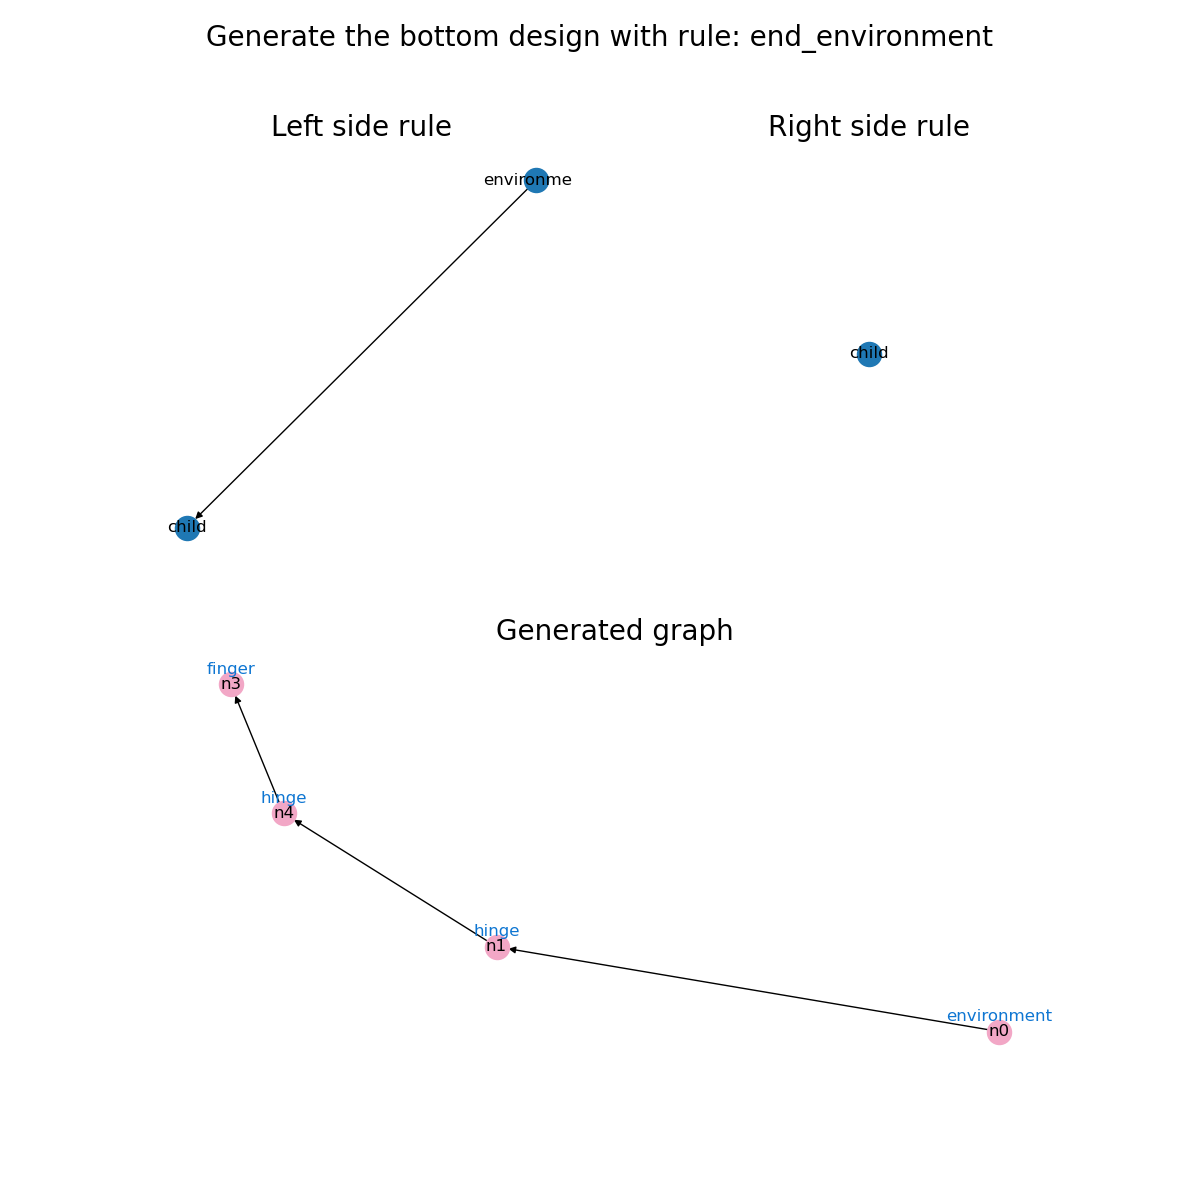 Generate the bottom design with rule: end_environment
Left side rule
Right side rule
environme
child
child
Generated graph
finger
n3
hinge
n4
hinge
n1
environment
n0